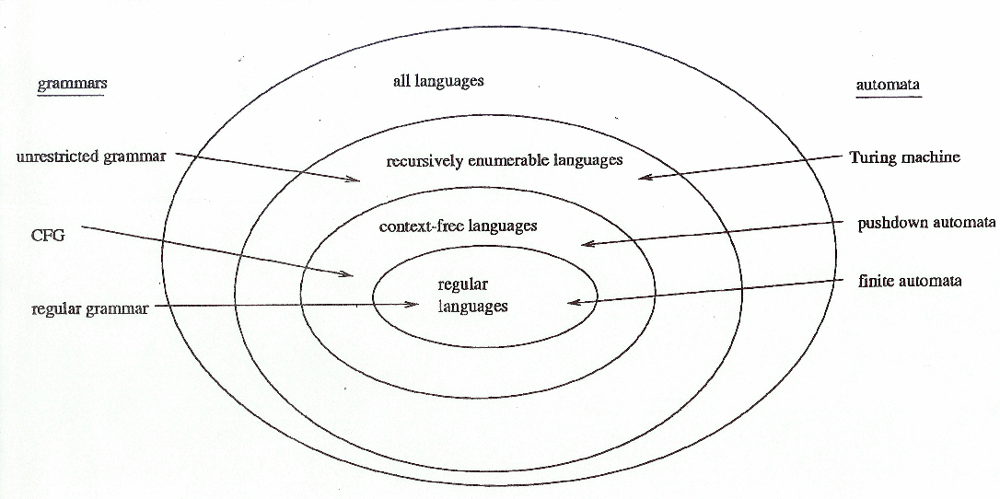 grammars
all languages
automata
unrestricted grammar
recursively enumerable languages
Turing machine
CFG
context-free languages
pushdown automata
regular grammar
regular
languages
finite automata